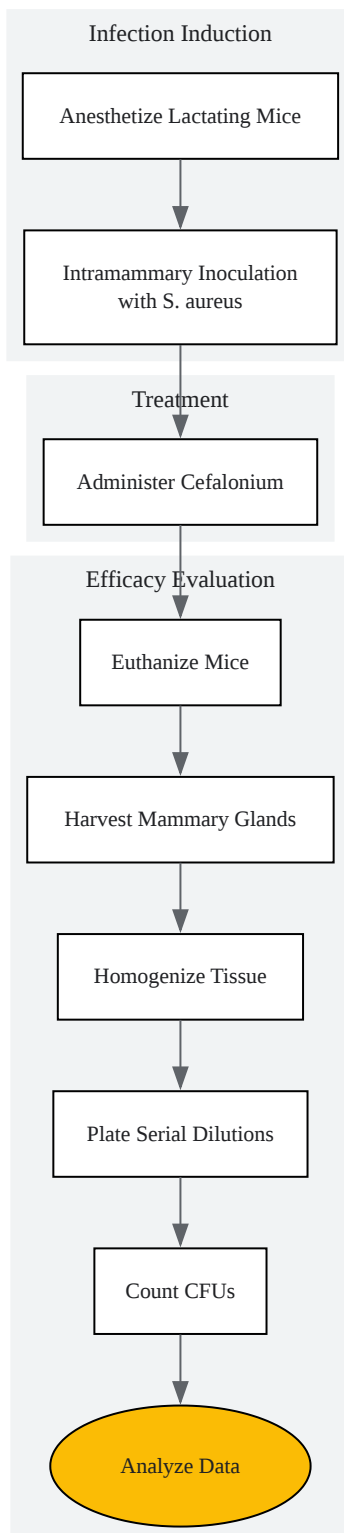 Infection Induction
Anesthetize Lactating Mice
Intramammary Inoculation
with S. aureus
Treatment
Administer Cefalonium
Efficacy Evaluation
Euthanize Mice
Harvest Mammary Glands
Homogenize Tissue
Plate Serial Dilutions
Count CFUs
Analyze Data